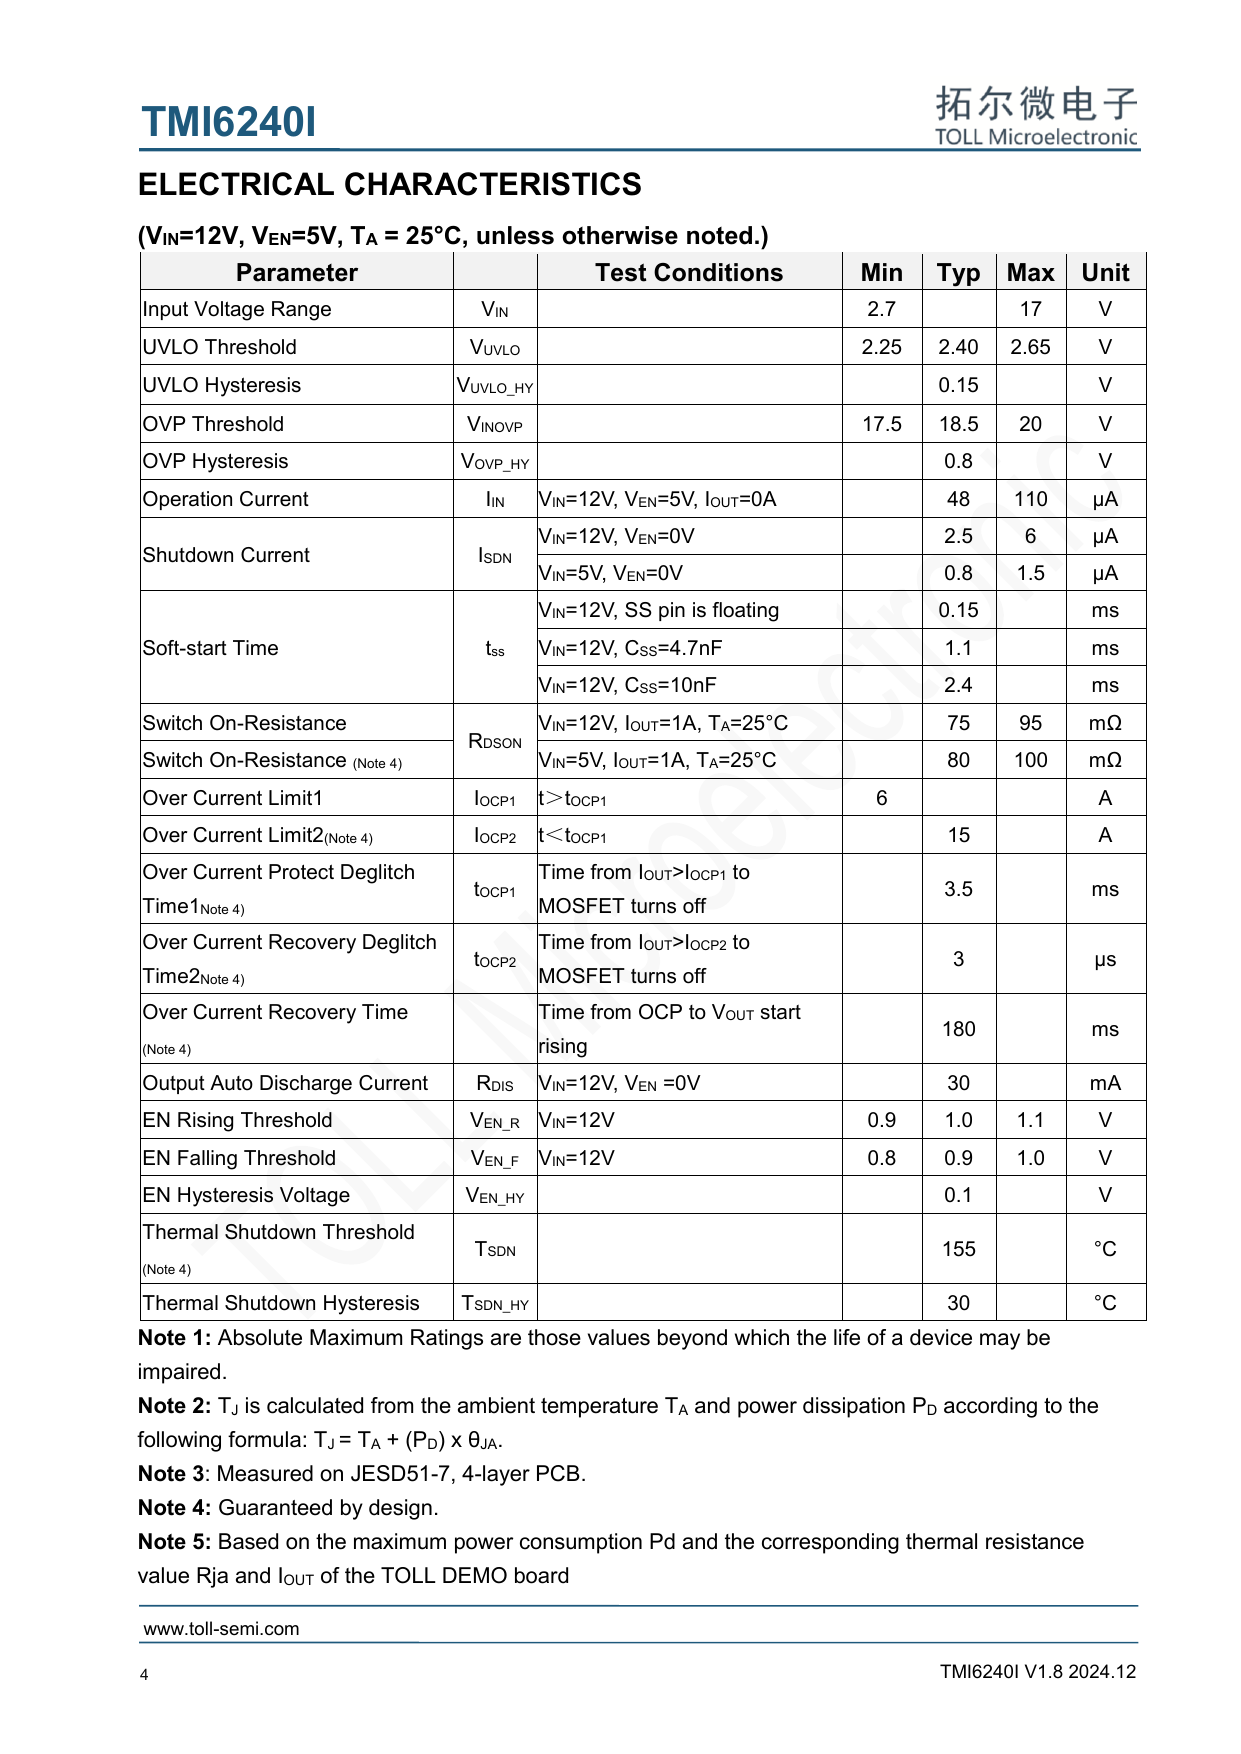 TMI6240I
拓尔微电子
TOLL Microelectronic
ELECTRICAL CHARACTERISTICS
(VIN=12V, VEN=5V, TA = 25°C, unless otherwise noted.)
Parameter Test Conditions Min Typ Max Unit
Input Voltage Range VIN 2.7 17 V
UVLO Threshold VUVLO 2.25 2.40 2.65 V
UVLO Hysteresis VUVLO_HY 0.15 V
OVP Threshold VINOVP 17.5 18.5 20 V
OVP Hysteresis VOVP_HY 0.8 V
Operation Current IIN VIN=12V, VEN=5V, IOUT=0A 48 110 μA
Shutdown Current ISDN
VIN=12V, VEN=0V 2.5 6 μA
VIN=5V, VEN=0V 0.8 1.5 μA
Soft-start Time tss
VIN=12V, SS pin is floating 0.15 ms
VIN=12V, CSS=4.7nF 1.1 ms
VIN=12V, CSS=10nF 2.4 ms
Switch On-Resistance RDSON VIN=12V, IOUT=1A, TA=25°C 75 95 mΩ
Switch On-Resistance (Note 4) VIN=5V, IOUT=1A, TA=25°C 80 100 mΩ
Over Current Limit1 IOCP1 t＞tOCP1 6 A
Over Current Limit2(Note 4) IOCP2 t＜tOCP1 15 A
Over Current Protect Deglitch
Time1Note 4) tOCP1 Time from IOUT>IOCP1 to
MOSFET turns off 3.5 ms
Over Current Recovery Deglitch
Time2Note 4) tOCP2 Time from IOUT>IOCP2 to
MOSFET turns off 3 μs
Over Current Recovery Time
(Note 4) Time from OCP to VOUT start
rising 180 ms
Output Auto Discharge Current RDIS VIN=12V, VEN =0V 30 mA
EN Rising Threshold VEN_R VIN=12V 0.9 1.0 1.1 V
EN Falling Threshold VEN_F VIN=12V 0.8 0.9 1.0 V
EN Hysteresis Voltage VEN_HY 0.1 V
Thermal Shutdown Threshold
(Note 4) TSDN 155 °C
Thermal Shutdown Hysteresis TSDN_HY 30 °C
TOLL Microelectronic
Note 1: Absolute Maximum Ratings are those values beyond which the life of a device may be
impaired.
Note 2: TJ is calculated from the ambient temperature TA and power dissipation PD according to the
following formula: TJ = TA + (PD) x θJA.
Note 3: Measured on JESD51-7, 4-layer PCB.
Note 4: Guaranteed by design.
Note 5: Based on the maximum power consumption Pd and the corresponding thermal resistance
value Rja and IOUT of the TOLL DEMO board
www.toll-semi.com
4 TMI6240I V1.8 2024.12